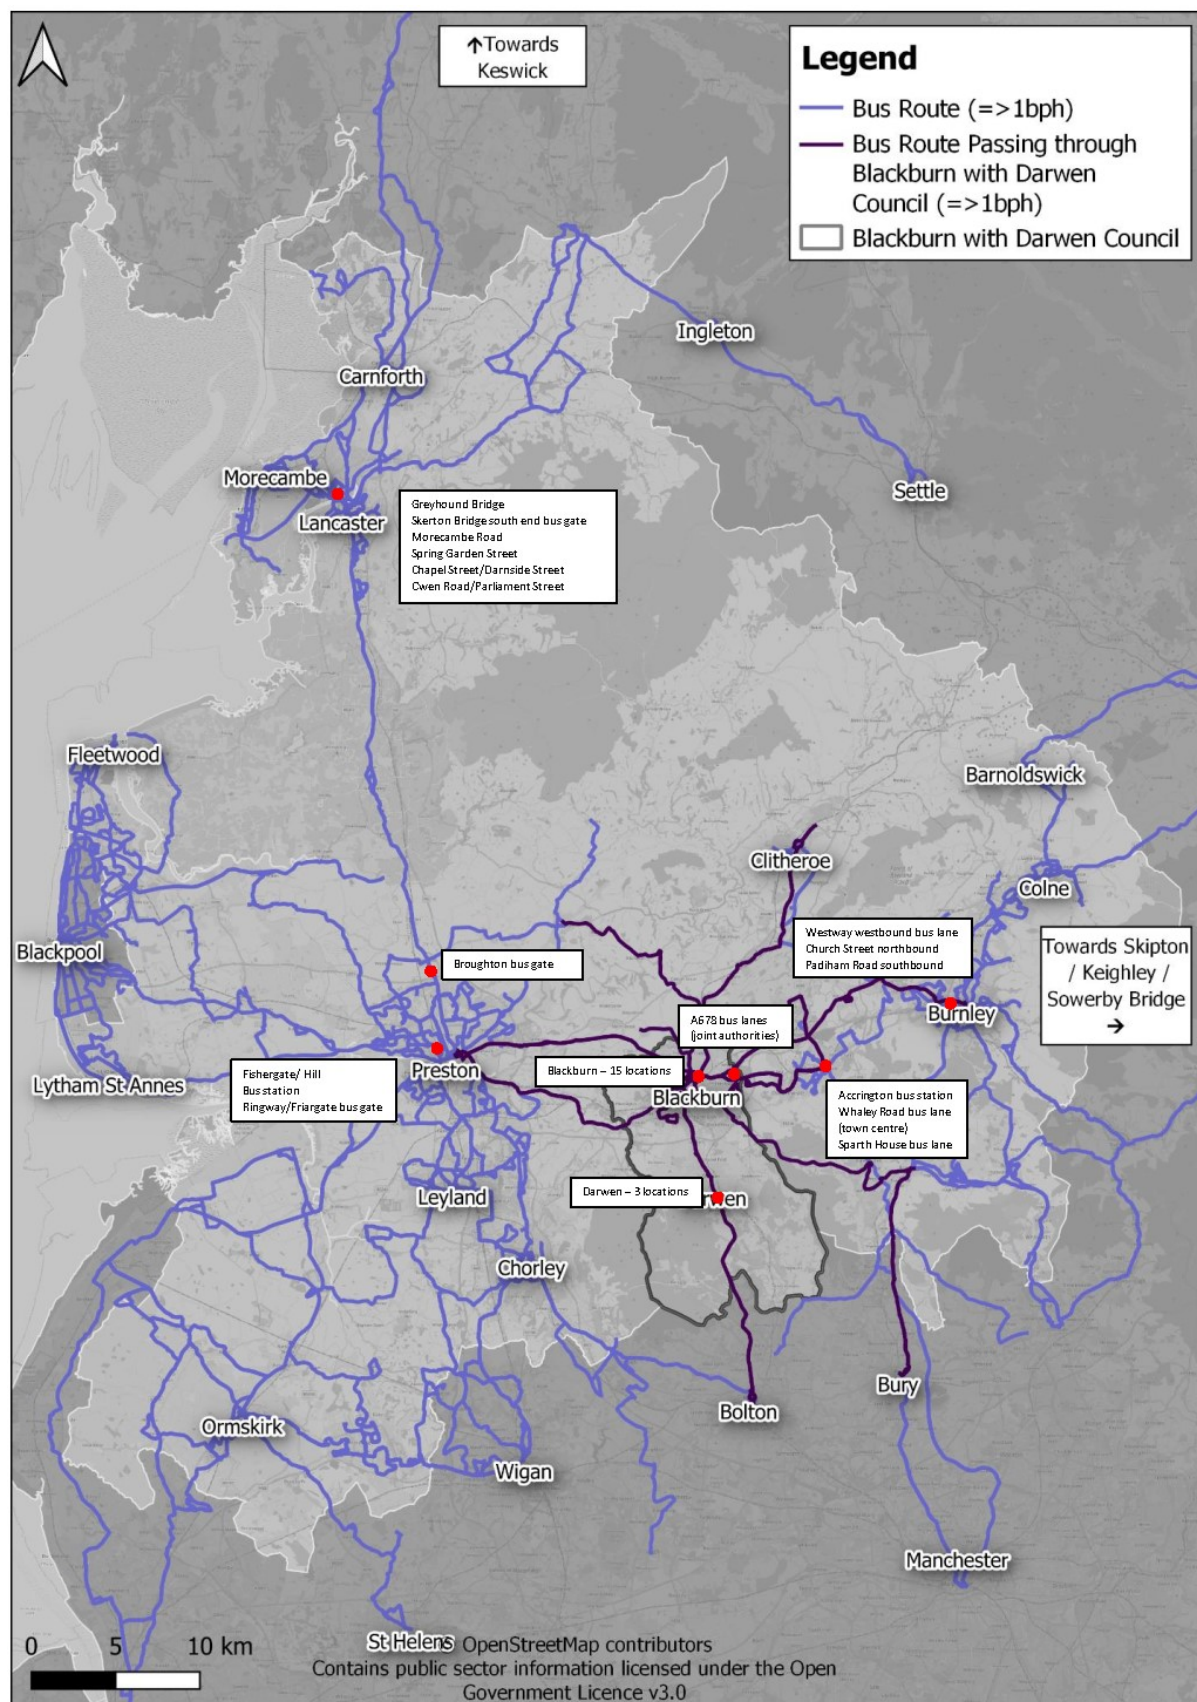 ↑Towards
Keswick
Legend
Bus Route (=>1bph)
Bus Route Passing through
Blackburn with Darwen
Council (=>1bph)
Blackburn with Darwen Council
Ingleton
Carnforth
Settle
Morecambe
Lancaster
Greyhound Bridge
Skerton Bridge south end bus gate
Morecambe Road
Spring Garden Street
Chapel Street/Damside Street
Cwen Road/Parliament Street
Fleetwood
Barnoldswick
Clitheroe
Colne
Blackpool
Broughton bus gate
Westway westbound bus lane
Church Street northbound
Padiham Road southbound
Towards Skipton
/ Keighley /
Sowerby Bridge
→
Burnley
A678 bus lanes
(joint authorities)
Lytham St Annes
Fishergate/ Hill
Bus station
Ringway/Friargate bus gate
Preston
Blackburn – 15 locations
Blackburn
Accrington bus station
Whaley Road bus lane
(town centre)
Sparth House bus lane
Leyland
Darwen – 3 locations
rwen
Chorley
Bury
Bolton
Ormskirk
Wigan
Manchester
0 5 10 km
St Helens
© OpenStreetMap contributors
Contains public sector information licensed under the Open
Government Licence v3.0